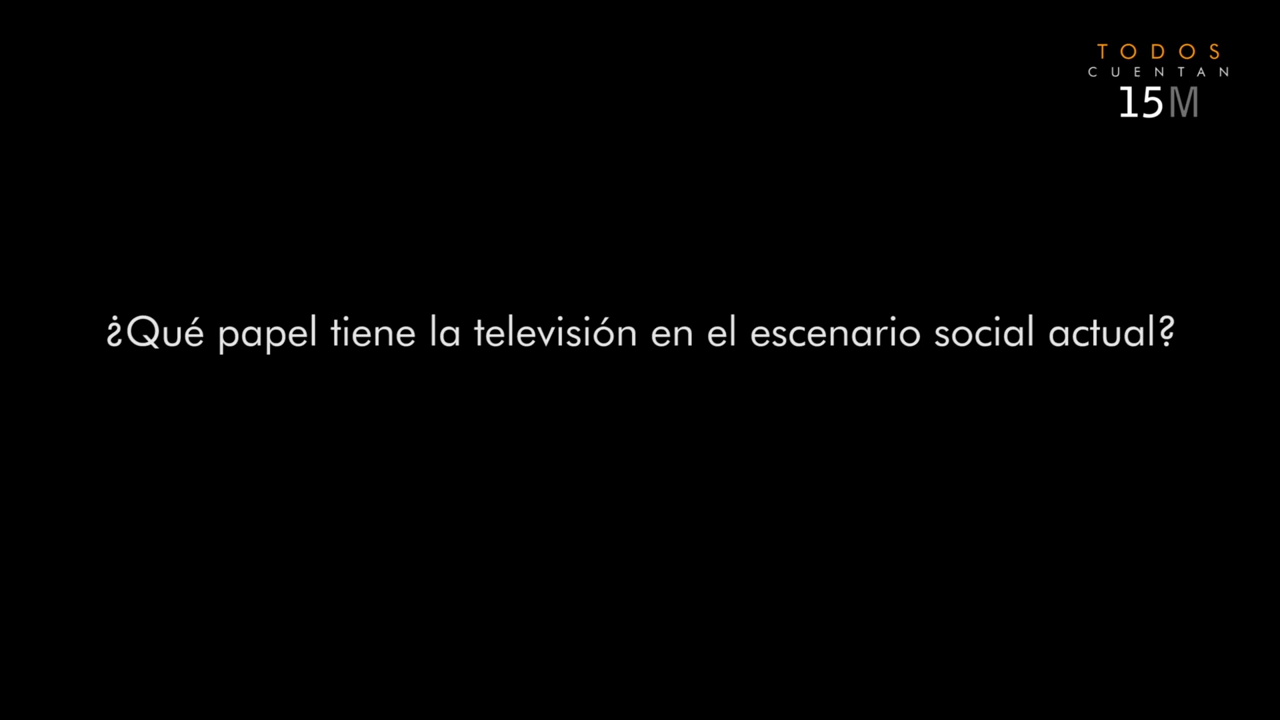 TODOS
CUENTAN
15M
¿Qué papel tiene la televisión en el escenario social actual?